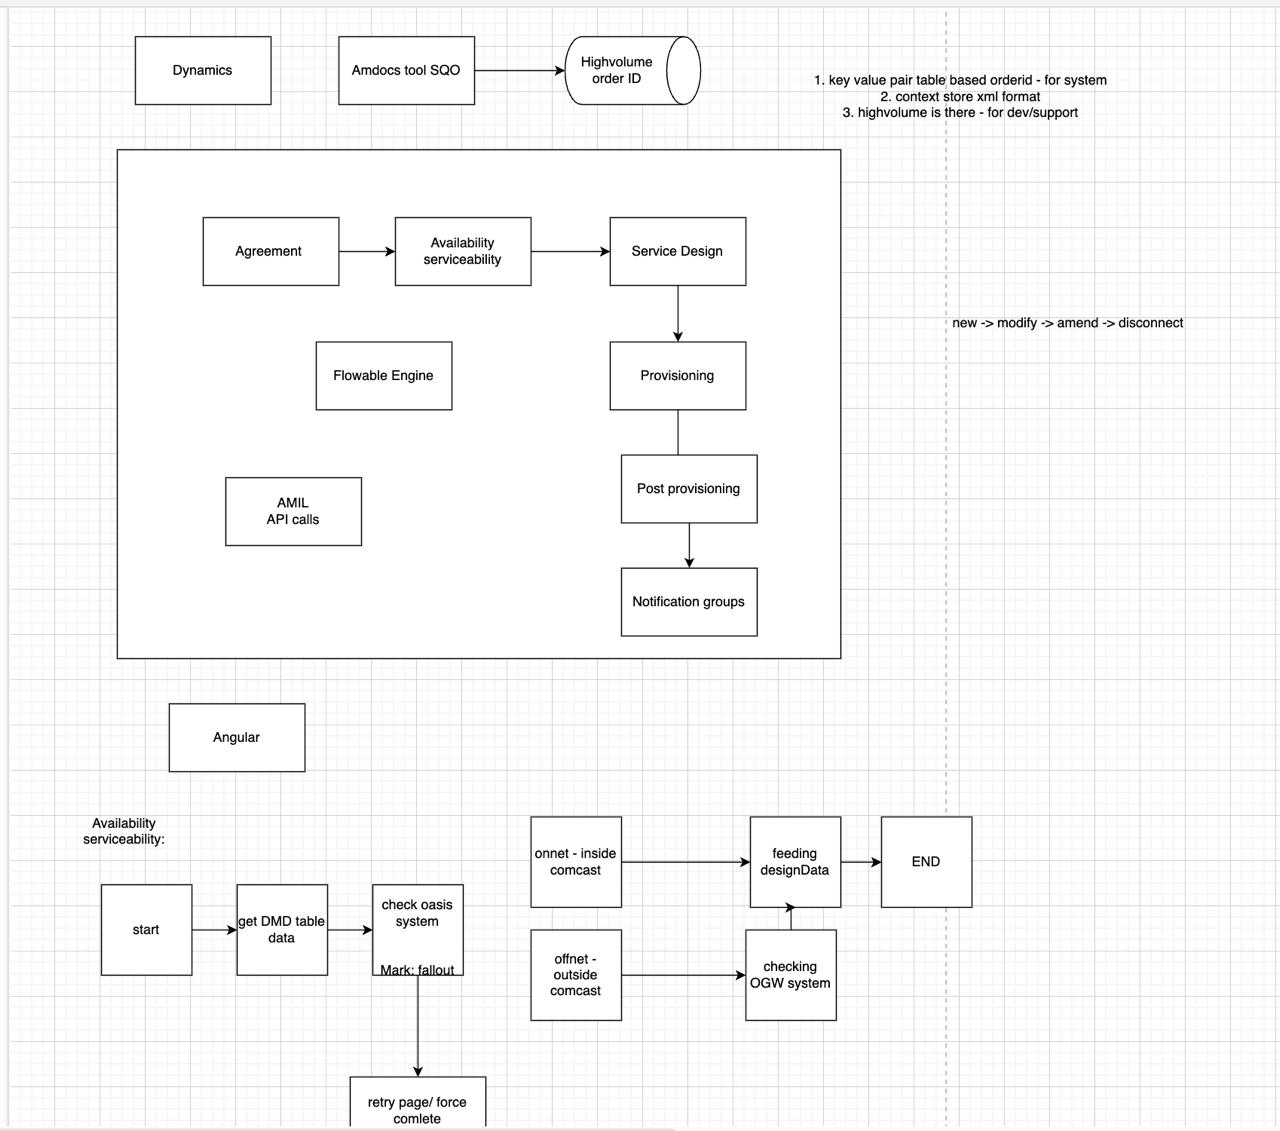 Dynamics
Amdocs tool SQO
Highvolume
order ID
1. key value pair table based orderid - for system
2. context store xml format
3. highvolume is there - for dev/support
Agreement
Availability
serviceability
Service Design
new -> modify -> amend -> disconnect
Flowable Engine
Provisioning
AMIL
API calls
Post provisioning
Notification groups
Angular
Availability
serviceability:
start
get DMD table
data
check oasis
system
Mark: fallout
retry page/ force
comlete
onnet - inside
comcast
feeding
designData
END
offnet -
outside
comcast
checking
OGW system